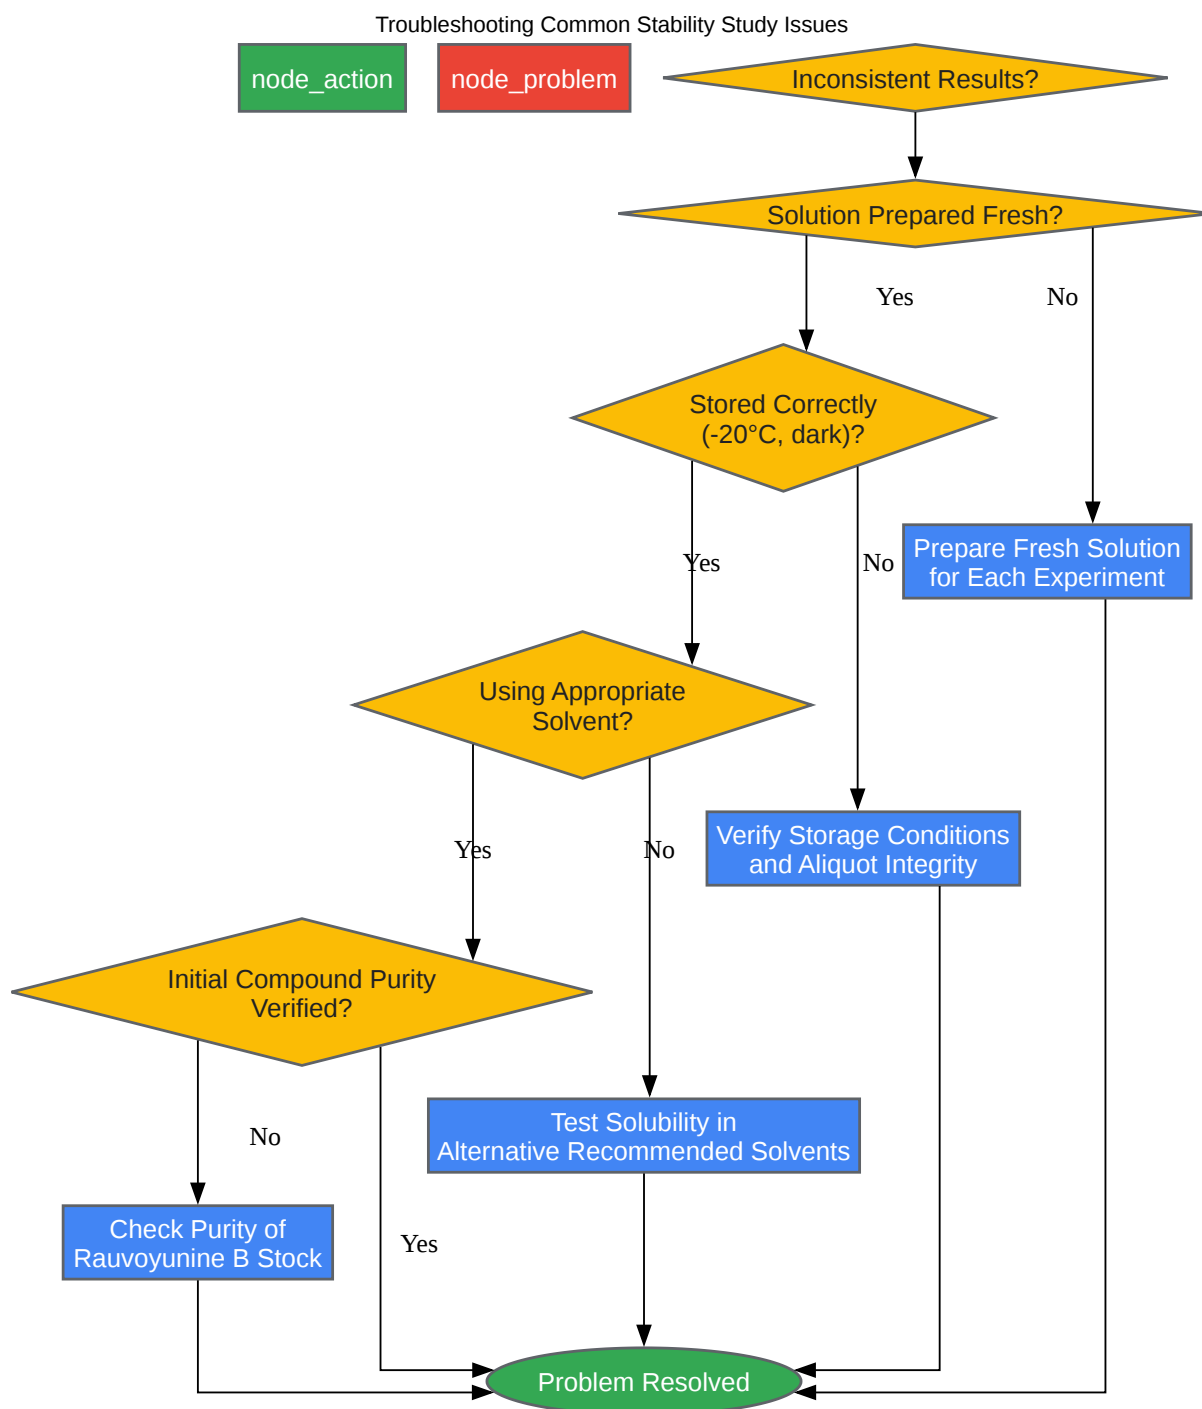 Troubleshooting Common Stability Study Issues
node_action
node_problem
Inconsistent Results?
Solution Prepared Fresh?
Yes
No
Stored Correctly
(-20°C, dark)?
Yes
No
Prepare Fresh Solution
for Each Experiment
Using Appropriate
Solvent?
Yes
No
Verify Storage Conditions
and Aliquot Integrity
Initial Compound Purity
Verified?
No
Yes
Test Solubility in
Alternative Recommended Solvents
Check Purity of
Rauvoyunine B Stock
Problem Resolved